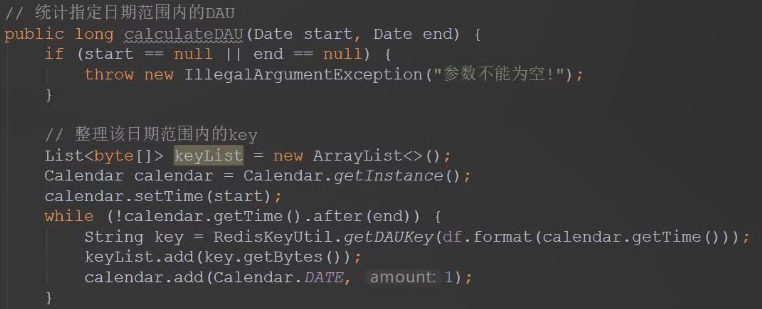 // 统计指定日期范围内的DAU
public long calculateDAU(Date start, Date end) {
    if (start == null || end == null) {
        throw new IllegalArgumentException("参数不能为空!");
    }

    // 整理该日期范围内的key
    List<byte[]> keyList = new ArrayList<>();
    Calendar calendar = Calendar.getInstance();
    calendar.setTime(start);
    while (!calendar.getTime().after(end)) {
        String key = RedisKeyUtil.getDAUKey(df.format(calendar.getTime()));
        keyList.add(key.getBytes());
        calendar.add(Calendar.DATE, amount: 1);
    }